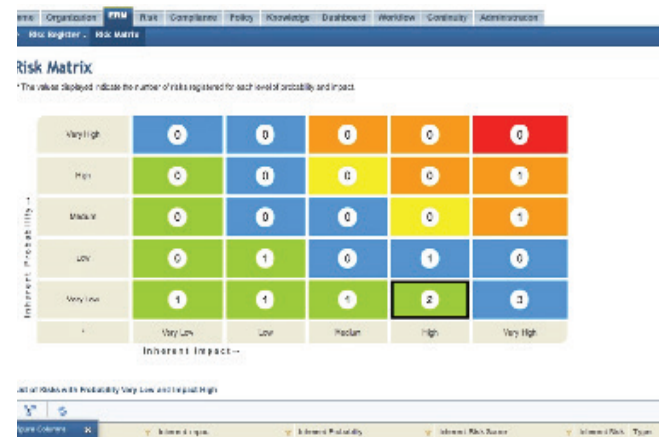 Organization ERM Risk Compliance Policy Knowledge Dashboard Workflow Continuity Administration
Risk Register Risk Matrix
Risk Matrix
* The values displayed indicate the number of risks registered for each level of probability and impact.
Very High 0 0 0 0 0
High 0 0 0 0 1
Medium 0 0 0 0 1
Low 0 1 0 1 0
Very Low 1 1 1 2 3
Very Low Low Medium High Very High
Inherent Probability
Inherent Impact
List of Risks with Probability Very Low and Impact High
Configure Columns x
Inherent Impact Inherent Probability Inherent Risk Score Inherent Risk Type